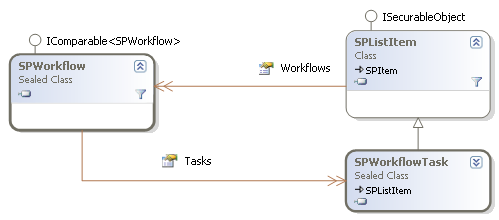 IComparable<SPWorkflow>
ISecurableObject
SPWorkflow
Sealed Class
SPListItem
Class
SPItem
Workflows
Tasks
SPWorkflowTask
Sealed Class
SPListItem